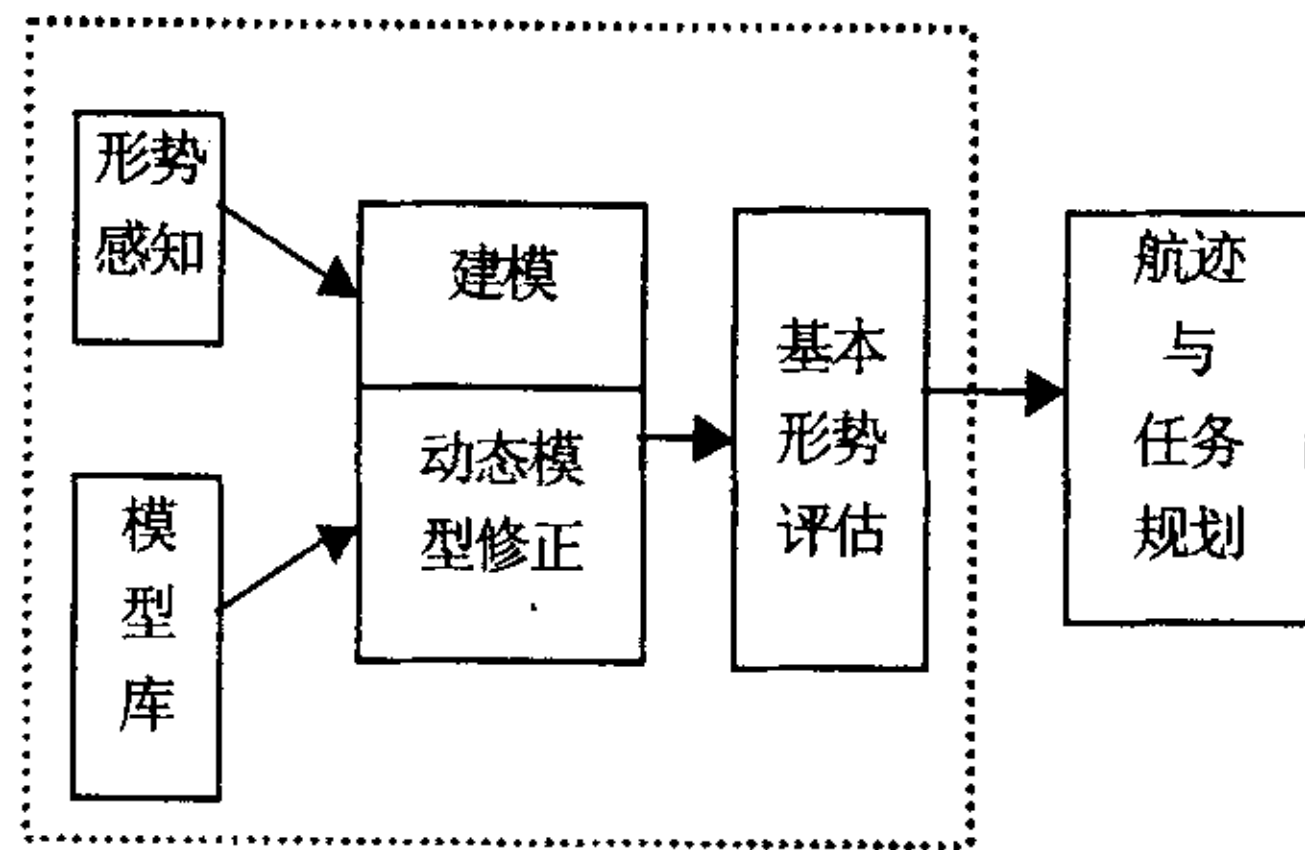 形势
感知
模
型
库
建模
动态模
型修正
基本
形势
评估
航迹
与
任务
规划